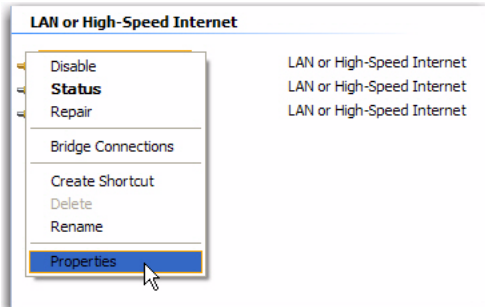 LAN or High-Speed Internet
Disable LAN or High-Speed Internet
Status LAN or High-Speed Internet
Repair LAN or High-Speed Internet
Bridge Connections
Create Shortcut
Delete
Rename
Properties